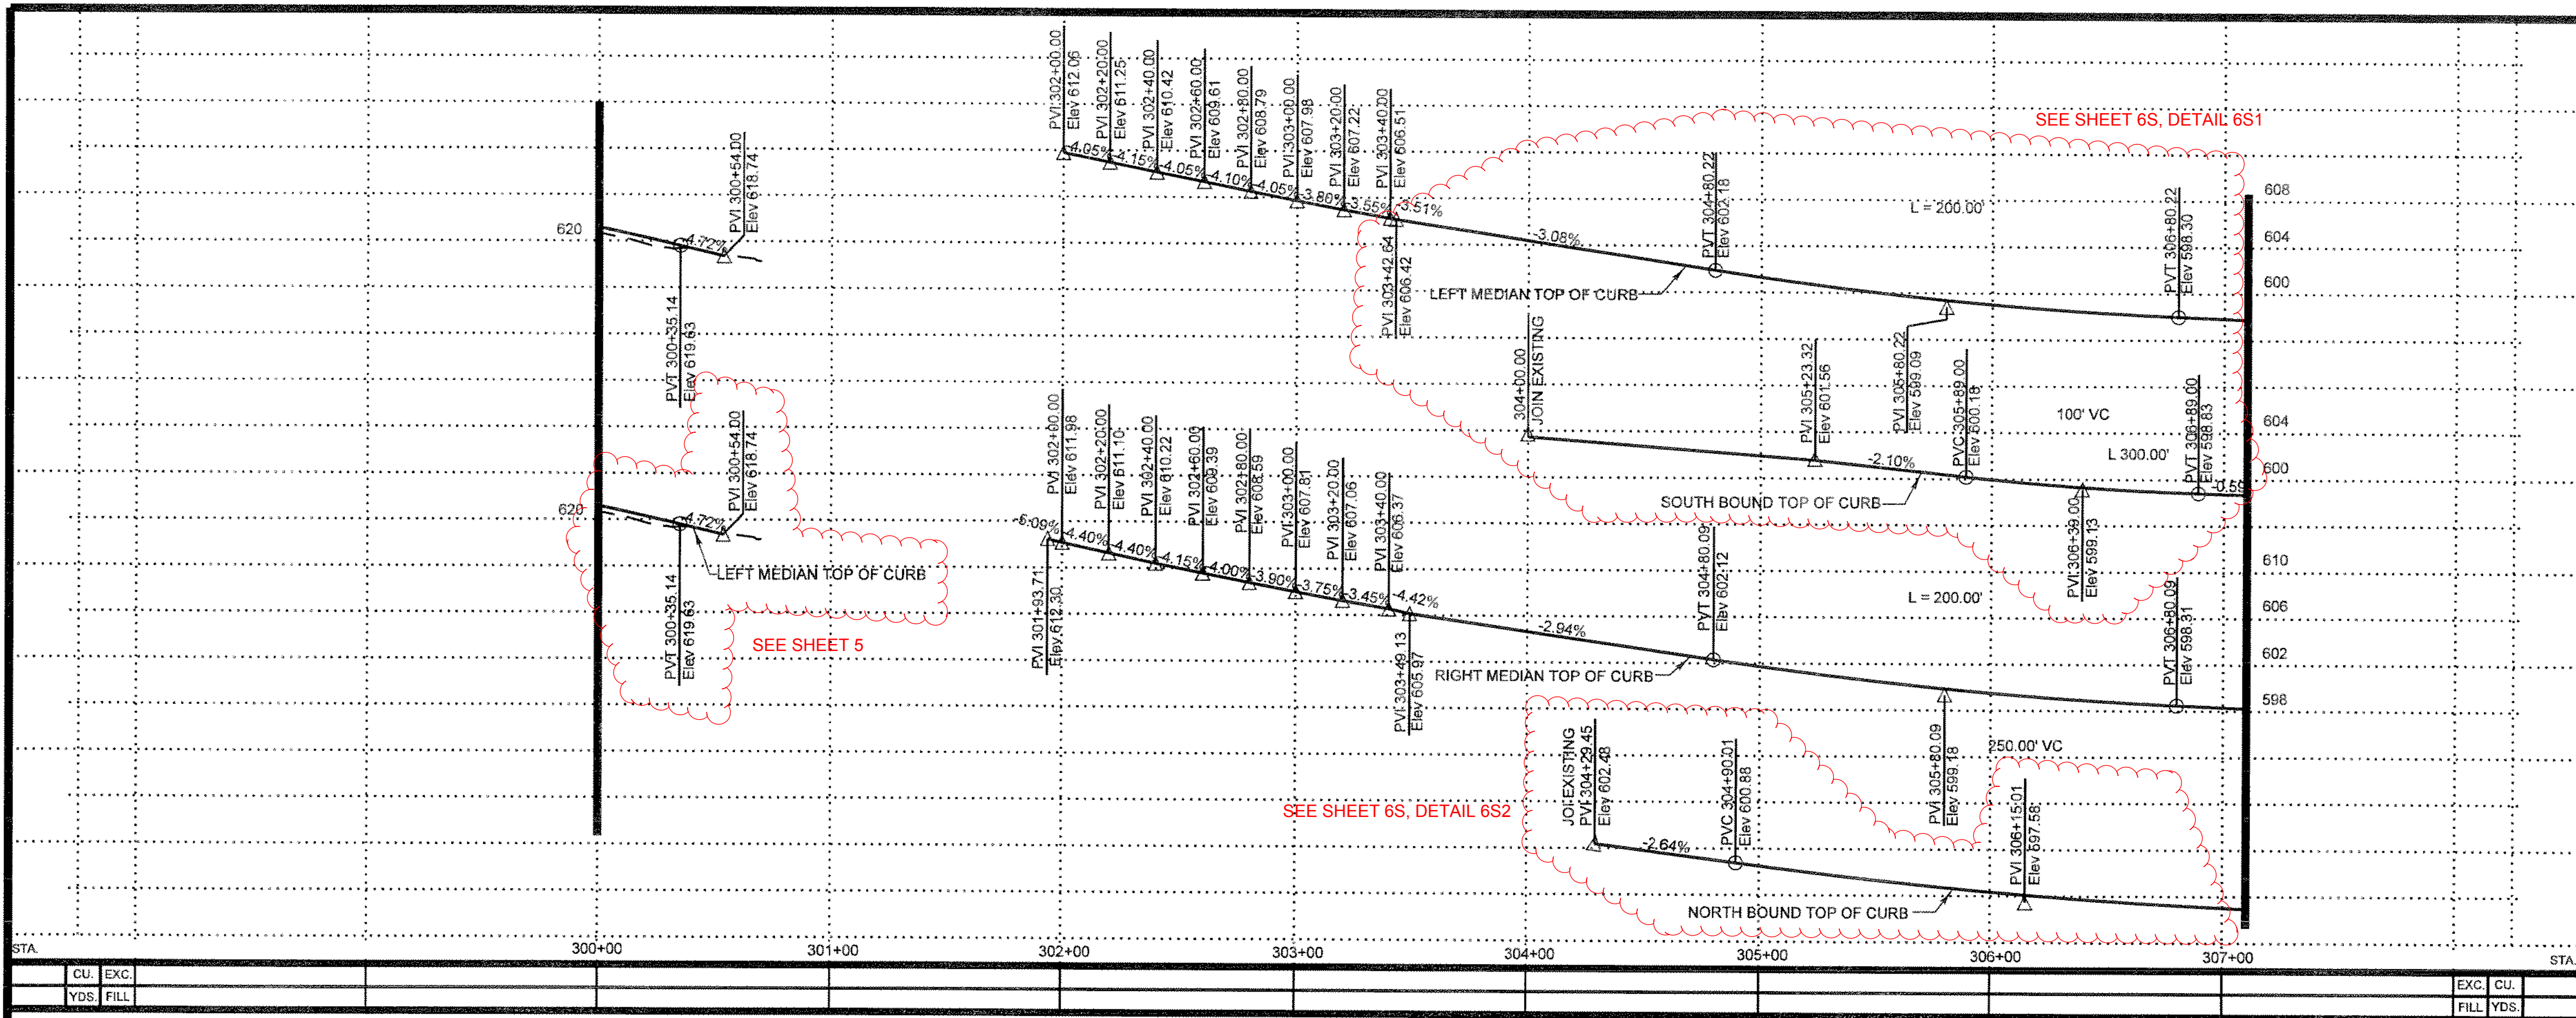 PVI 302+00.00
Elev 612.06
PVI 302+20.00
Elev 611.25
PVI 302+40.00
Elev 610.42
PVI 302+60.00
Elev 609.61
PVI 302+80.00
Elev 608.79
PVI 303+00.00
Elev 607.98
PVI 303+20.00
Elev 607.22
PVI 303+40.00
Elev 606.51
SEE SHEET 6S, DETAIL 6S1
PVI 300+54.00
Elev 618.74
620
-4.72%
PVT 300+35.14
Elev 619.63
-4.05%
-4.15%
-4.05%
-4.10%
-4.05%
-3.80%
-3.55%
-3.51%
PVI 303+42.64
Elev 606.42
-3.08%
LEFT MEDIAN TOP OF CURB
PVT 304+80.22
Elev 602.18
L = 200.00'
PVI 305+80.22
Elev 599.09
PVT 306+80.22
Elev 598.30
608
604
600
304+00.00
JOIN EXISTING
PVI 305+23.32
Elev 601.56
-2.10%
PVC 305+89.00
Elev 600.18
100' VC
L 300.00'
PVT 306+89.00
Elev 598.83
-0.59
604
600
SOUTH BOUND TOP OF CURB
PVI 306+39.00
Elev 599.13
PVI 300+54.00
Elev 618.74
620
-4.72%
LEFT MEDIAN TOP OF CURB
PVT 300+35.14
Elev 619.63
SEE SHEET 5
PVI 302+00.00
Elev 611.98
PVI 302+20.00
Elev 611.10
PVI 302+40.00
Elev 610.22
PVI 302+60.00
Elev 609.39
PVI 302+80.00
Elev 608.59
PVI 303+00.00
Elev 607.81
PVI 303+20.00
Elev 607.06
PVI 303+40.00
Elev 606.37
-5.09%
-4.40%
-4.40%
-4.15%
-4.00%
-3.90%
-3.75%
-3.45%
-4.42%
PVI 301+93.71
Elev 612.30
PVI 303+49.13
Elev 605.97
-2.94%
RIGHT MEDIAN TOP OF CURB
PVT 304+80.09
Elev 602.12
L = 200.00'
PVI 305+80.09
Elev 599.18
PVT 306+80.09
Elev 598.31
610
606
602
598
SEE SHEET 6S, DETAIL 6S2
JOI EXISTING
PVI 304+29.45
Elev 602.48
-2.64%
PVC 304+90.01
Elev 600.88
250.00' VC
PVI 306+15.01
Elev 597.58
NORTH BOUND TOP OF CURB
STA. 300+00 301+00 302+00 303+00 304+00 305+00 306+00 307+00 STA.
CU. EXC. EXC. CU.
YDS. FILL FILL YDS.